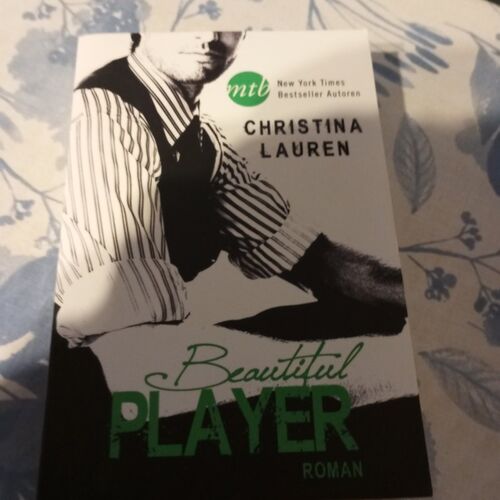 mtb
New York Times
Bestseller Autoren
CHRISTINA
LAUREN
Beautiful
PLAYER
ROMAN